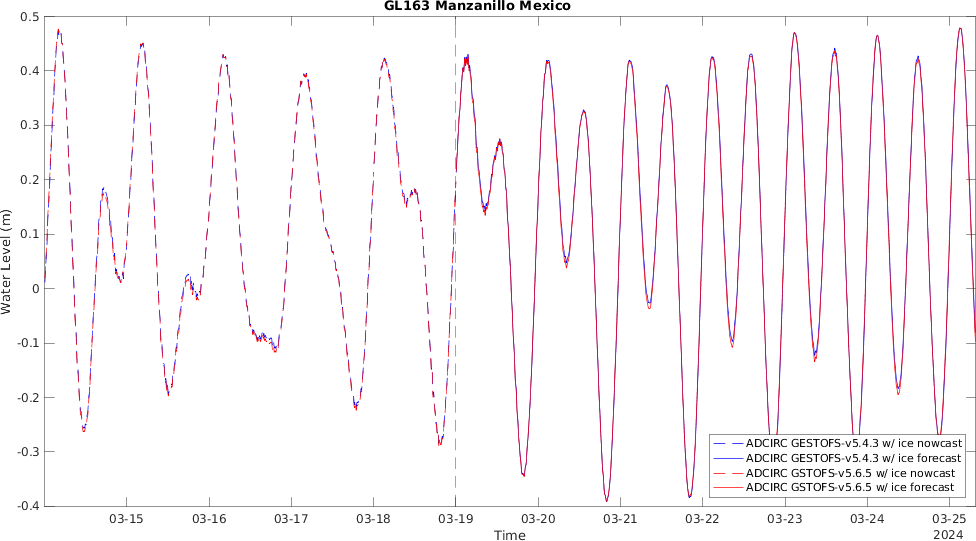 GL163 Manzanillo Mexico
0.5
0.4
0.3
0.2
0.1
0
-0.1
-0.2
-0.3
-0.4
Water Level (m)
ADCIRC GESTOFS-v5.4.3 w/ ice nowcast
ADCIRC GESTOFS-v5.4.3 w/ ice forecast
ADCIRC GSTOFS-v5.6.5 w/ ice nowcast
ADCIRC GSTOFS-v5.6.5 w/ ice forecast
03-15 03-16 03-17 03-18 03-19 03-20 03-21 03-22 03-23 03-24 03-25
2024
Time